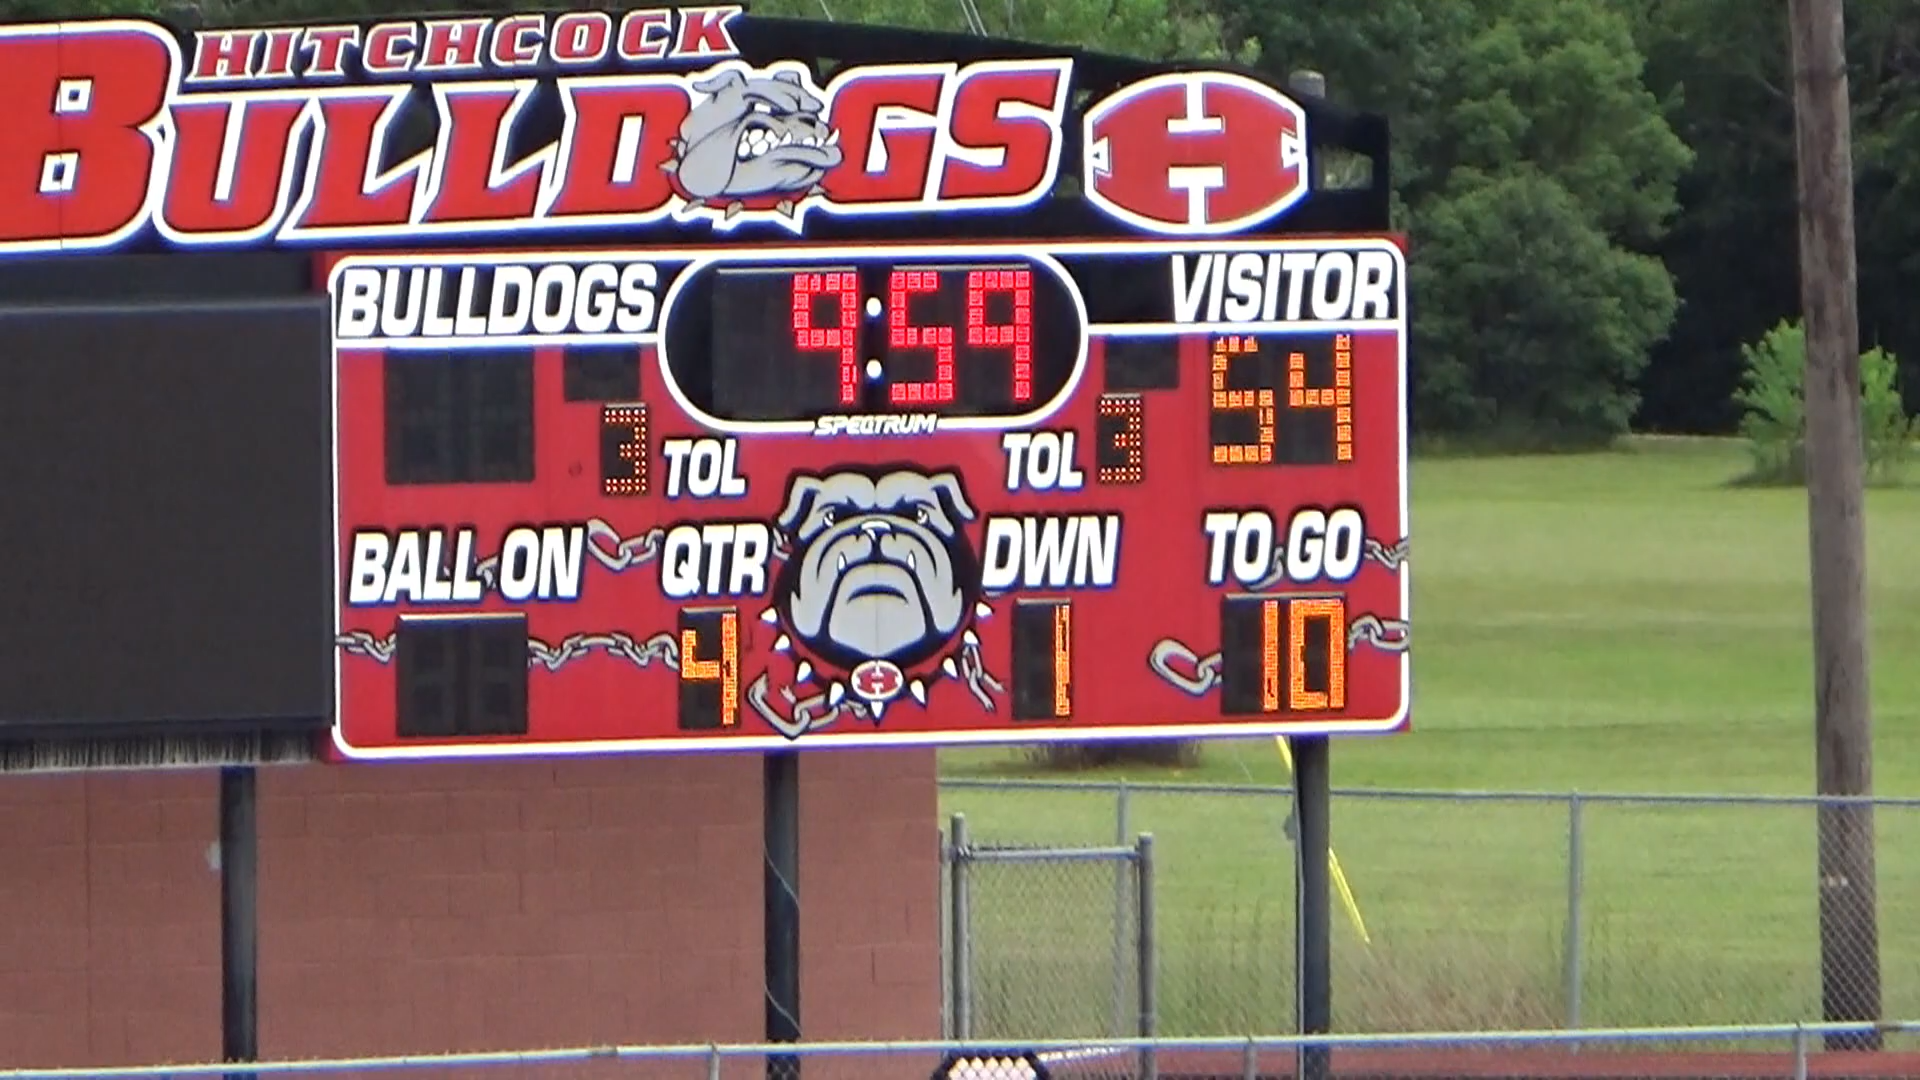 HITCHCOCK
BULLDOGS H
BULLDOGS 9:59 VISITOR
54
SPECTRUM
3 TOL TOL 3
BALL ON QTR DWN TO GO
4 1 10
H